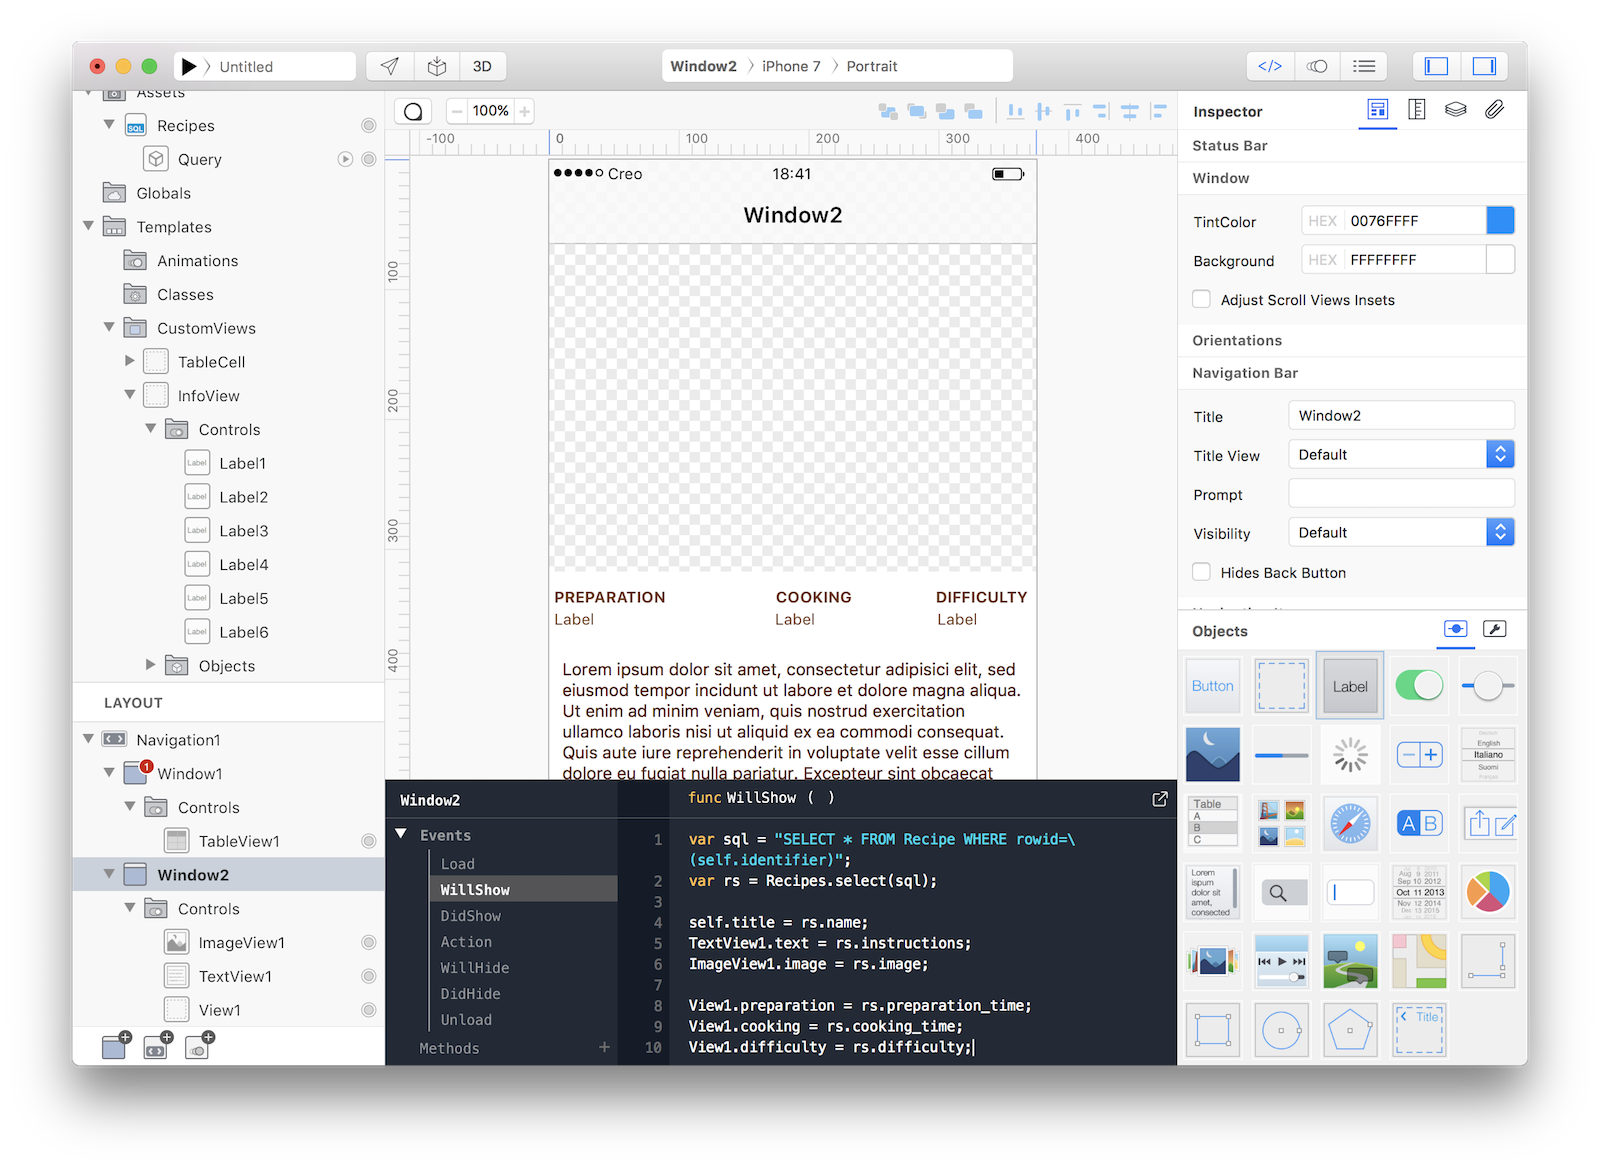 Untitled
3D
Window2 iPhone 7 Portrait
</>
Assets
SQL Recipes
Query
Globals
Templates
Animations
Classes
CustomViews
TableCell
InfoView
Controls
Label Label1
Label Label2
Label Label3
Label Label4
Label Label5
Label Label6
Objects
LAYOUT
Navigation1
1
Window1
Controls
TableView1
Window2
Controls
ImageView1
TextView1
View1
100%
-100 0 100 200 300 400
100
200
300
400
Creo 18:41
Window2
PREPARATION COOKING DIFFICULTY
Label Label Label
Lorem ipsum dolor sit amet, consectetur adipisici elit, sed
eiusmod tempor incidunt ut labore et dolore magna aliqua.
Ut enim ad minim veniam, quis nostrud exercitation
ullamco laboris nisi ut aliquid ex ea commodi consequat.
Quis aute iure reprehenderit in voluptate velit esse cillum
dolore eu fugiat nulla pariatur. Excepteur sint obcaecat
Window2
Events
Load
WillShow
DidShow
Action
WillHide
DidHide
Unload
Methods +
func WillShow ( )
1 var sql = "SELECT * FROM Recipe WHERE rowid=\
(self.identifier)";
2 var rs = Recipes.select(sql);
3
4 self.title = rs.name;
5 TextView1.text = rs.instructions;
6 ImageView1.image = rs.image;
7
8 View1.preparation = rs.preparation_time;
9 View1.cooking = rs.cooking_time;
10 View1.difficulty = rs.difficulty;
Inspector
Status Bar
Window
TintColor HEX 0076FFFF
Background HEX FFFFFFFF
Adjust Scroll Views Insets
Orientations
Navigation Bar
Title Window2
Title View Default
Prompt
Visibility Default
Hides Back Button
Objects
Button
Label
English
Italiano
Suomi
Table
A
B
C
A B
Lorem
ispum
dolor sit
amet,
consected
Aug 9 2011
Sep 10 2012
Oct 11 2013
Nov 12 2014
Dec 13 2015
Title